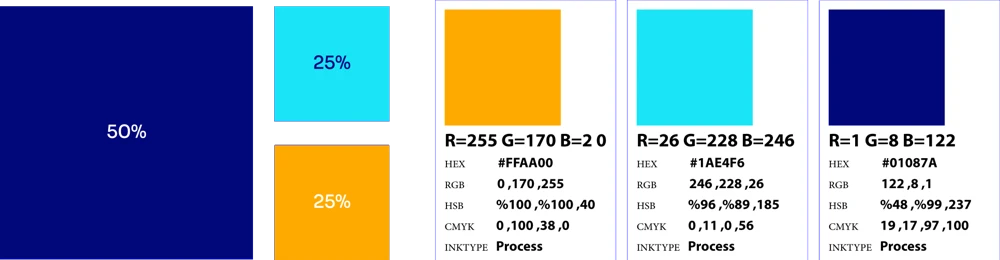 50%
25%
25%
R=255 G=170 B=2 0
HEX #FFAA00
RGB 0 ,170 ,255
HSB %100 ,%100 ,40
CMYK 0 ,100 ,38 ,0
INKTYPE Process
R=26 G=228 B=246
HEX #1AE4F6
RGB 246 ,228 ,26
HSB %96 ,%89 ,185
CMYK 0 ,11 ,0 ,56
INKTYPE Process
R=1 G=8 B=122
HEX #01087A
RGB 122 ,8 ,1
HSB %48 ,%99 ,237
CMYK 19 ,17 ,97 ,100
INKTYPE Process